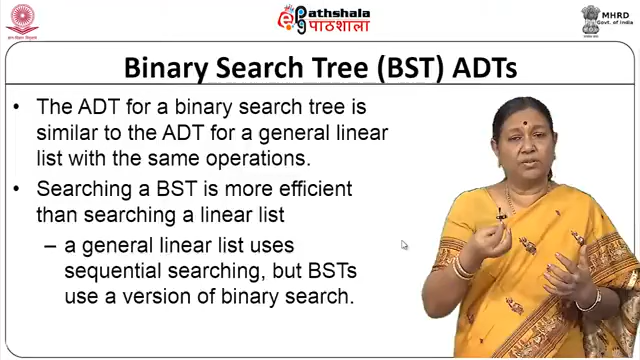 Pathshala
पाठशाला
MHRD
Govt. of India
Binary Search Tree (BST) ADTs
• The ADT for a binary search tree is
similar to the ADT for a general linear
list with the same operations.
• Searching a BST is more efficient
than searching a linear list
– a general linear list uses
sequential searching, but BSTs
use a version of binary search.